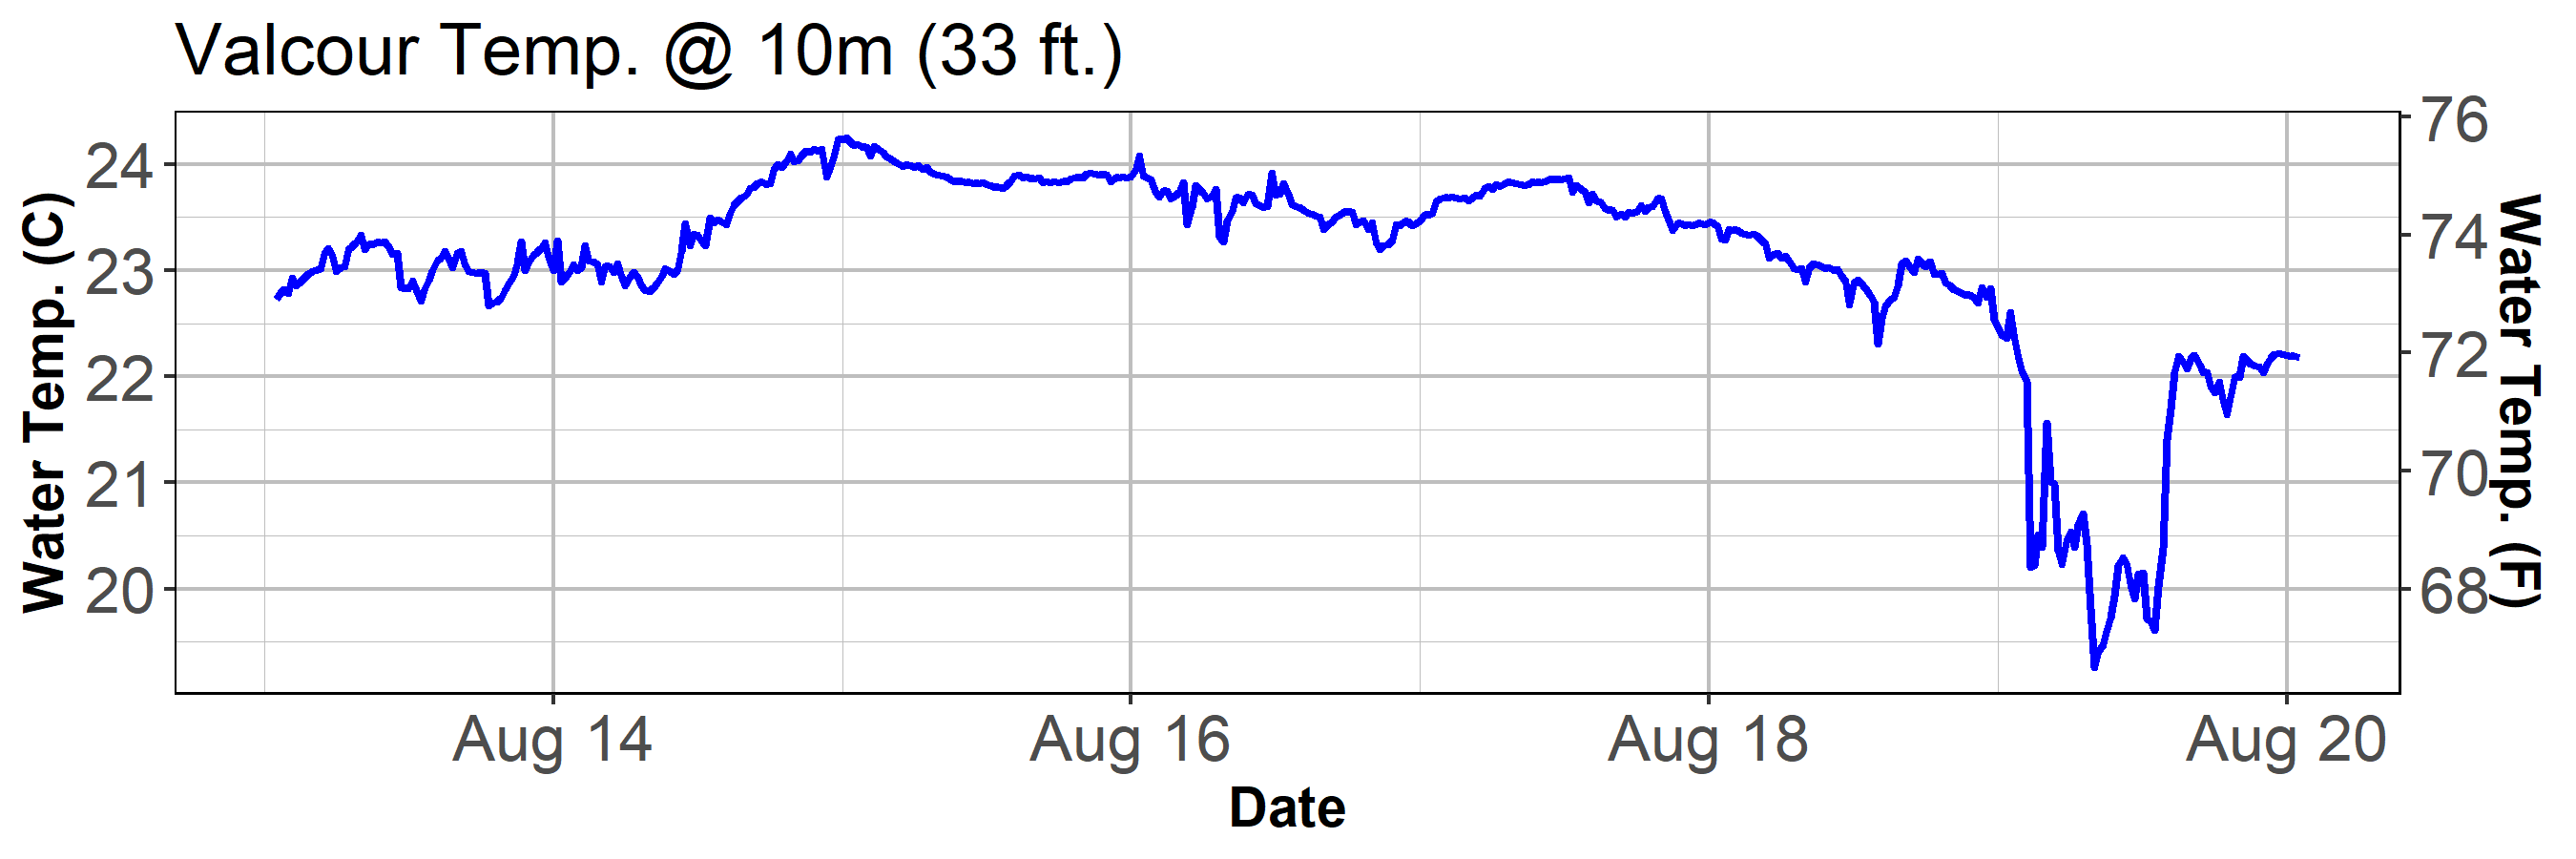 Valcour Temp. @ 10m (33 ft.)
Water Temp. (C)
24
23
22
21
20
76
74
72
70
68
Water Temp. (F)
Aug 14
Aug 16
Aug 18
Aug 20
Date